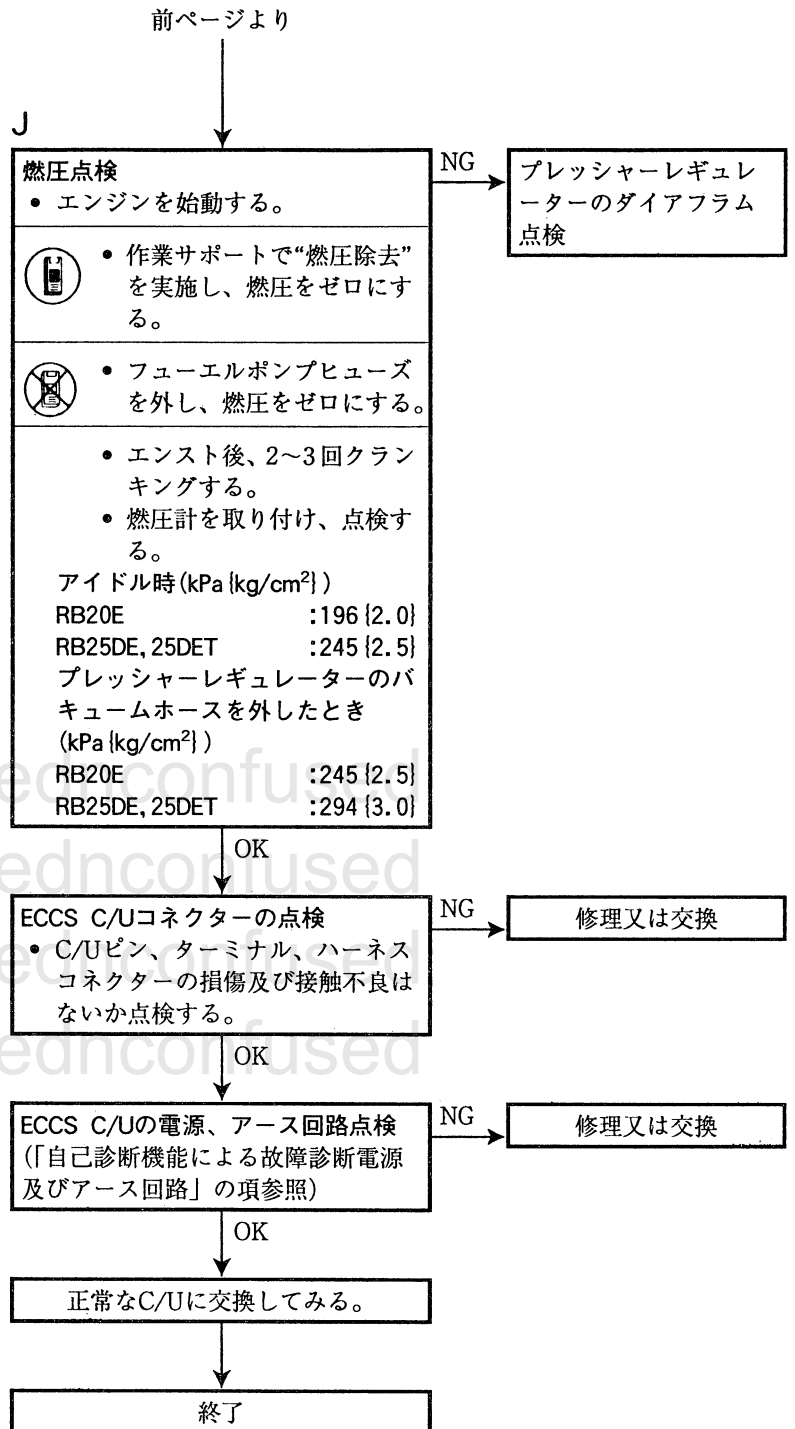 前ページより
J
燃圧点検
• エンジンを始動する。
NG
プレッシャーレギュレ
ーターのダイアフラム
点検
• 作業サポートで“燃圧除去”
を実施し、燃圧をゼロにす
る。
• フューエルポンプヒューズ
を外し、燃圧をゼロにする。
• エンスト後、2〜3回クラン
キングする。
• 燃圧計を取り付け、点検す
る。
アイドル時(kPa{kg/cm²})
RB20E :196{2.0}
RB25DE,25DET :245{2.5}
プレッシャーレギュレーターのバ
キュームホースを外したとき
(kPa{kg/cm²})
RB20E :245{2.5}
RB25DE,25DET :294{3.0}
ednconfused
OK
ednconfused
ECCS C/Uコネクターの点検
• C/Uピン、ターミナル、ハーネス
コネクターの損傷及び接触不良は
ないか点検する。
NG
修理又は交換
ednconfused
OK
ednconfused
ECCS C/Uの電源、アース回路点検
(「自己診断機能による故障診断電源
及びアース回路」の項参照)
NG
修理又は交換
OK
正常なC/Uに交換してみる。
終了